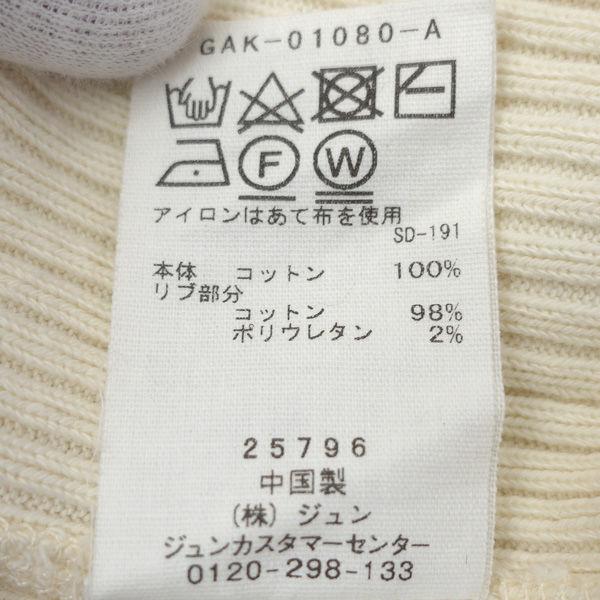 GAK-01080-A
F W
アイロンはあて布を使用
SD-191
本体 コットン 100%
リブ部分
コットン 98%
ポリウレタン 2%
25796
中国製
(株)ジュン
ジュンカスタマーセンター
0120-298-133